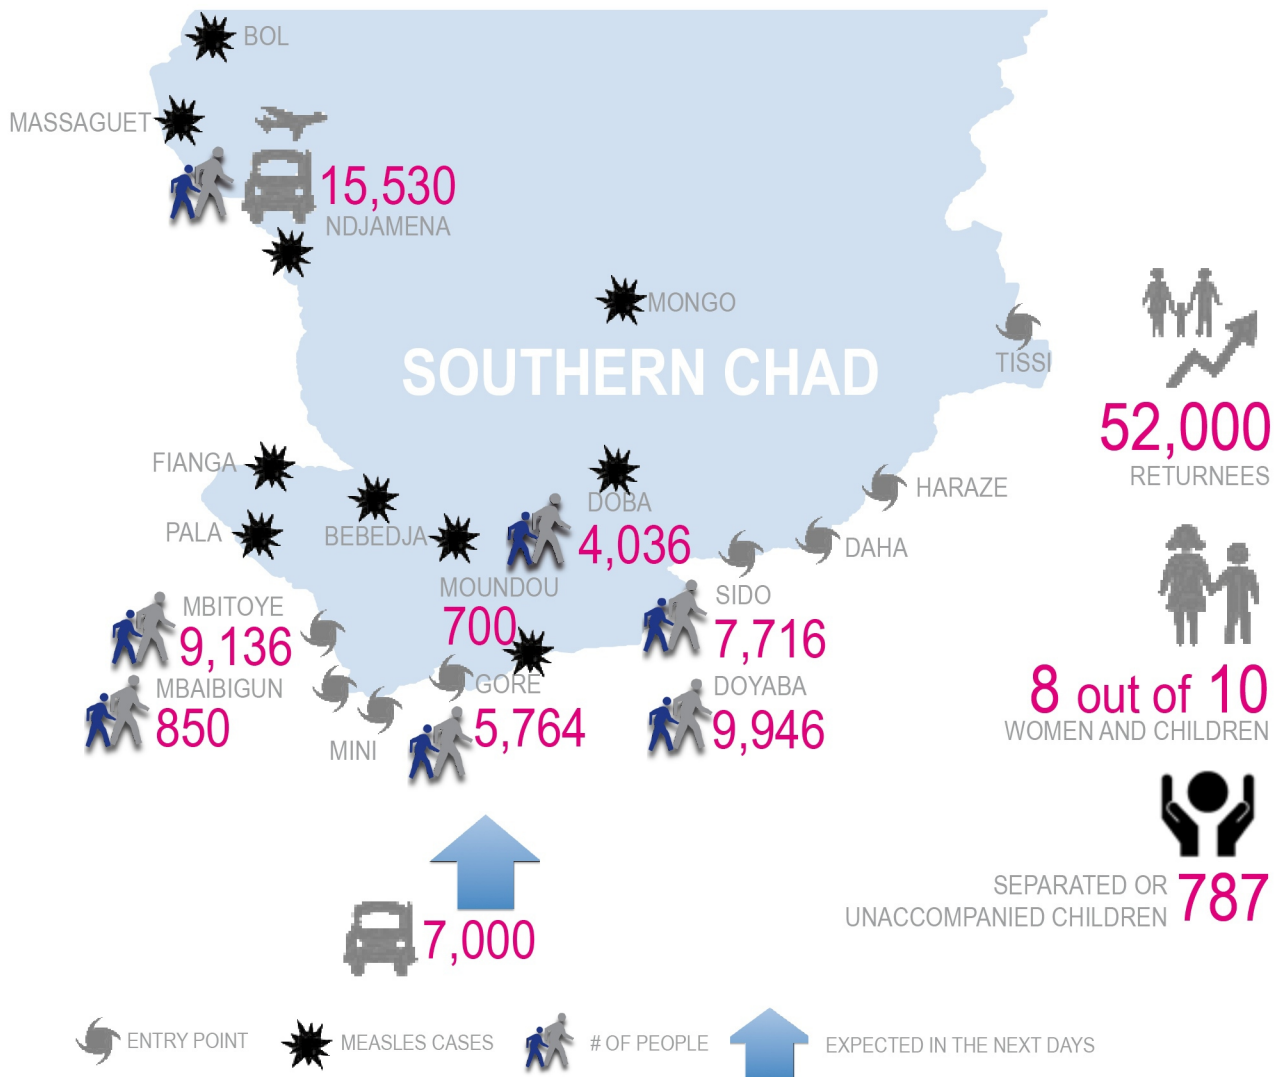 BOL
MASSAGUET
15,530
NDJAMENA
MONGO
SOUTHERN CHAD
TISSI
52,000
RETURNEES
FIANGA
PALA
BEBEDJA
DOBA
4,036
HARAZE
DAHA
MOUNDOU
700
SIDO
7,716
MBITOYE
9,136
MBAIBIGUN
850
MINI
GORE
5,764
DOYABA
9,946
8 out of 10
WOMEN AND CHILDREN
SEPARATED OR
UNACCOMPANIED CHILDREN
787
7,000
ENTRY POINT
MEASLES CASES
# OF PEOPLE
EXPECTED IN THE NEXT DAYS